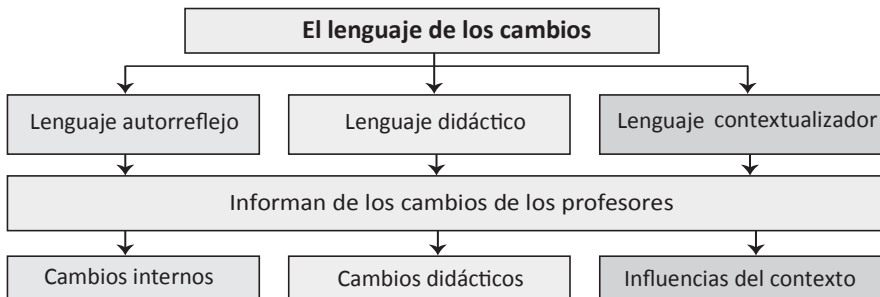 El lenguaje de los cambios
Lenguaje autorreflejo
Lenguaje didáctico
Lenguaje contextualizador
Informan de los cambios de los profesores
Cambios internos
Cambios didácticos
Influencias del contexto